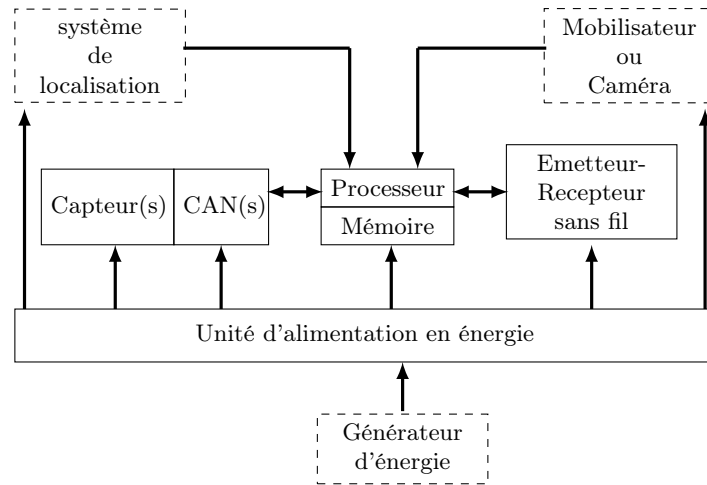 système
de
localisation
Mobilisateur
ou
Caméra
Capteur(s)
CAN(s)
Processeur
Mémoire
Emetteur-
Recepteur
sans fil
Unité d'alimentation en énergie
Générateur
d'énergie